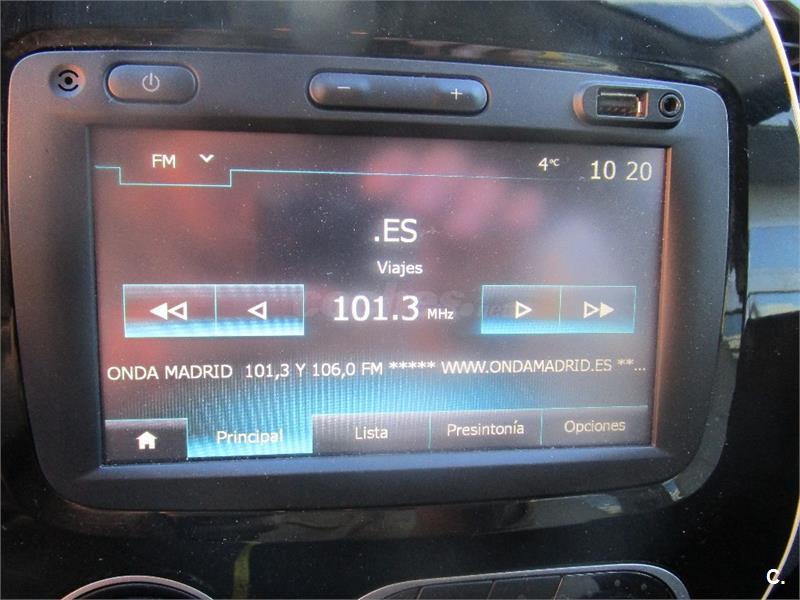 FM
4°C
10 20
.ES
Viajes
101.3 MHz
ONDA MADRID 101,3 Y 106,0 FM ***** WWW.ONDAMADRID.ES **...
Principal
Lista
Presintonía
Opciones
C.